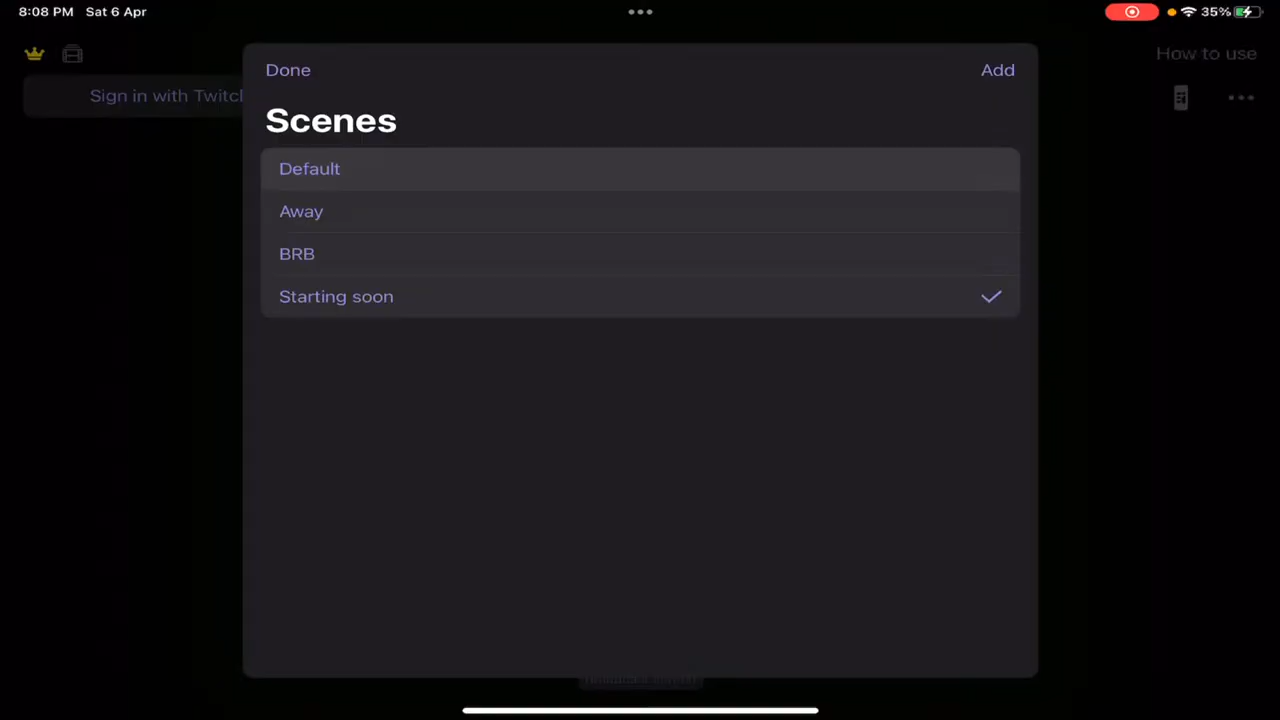 8:08 PM Sat 6 Apr
35%
How to use
Sign in with Twitch
Done
Add
Scenes
Default
Away
BRB
Starting soon